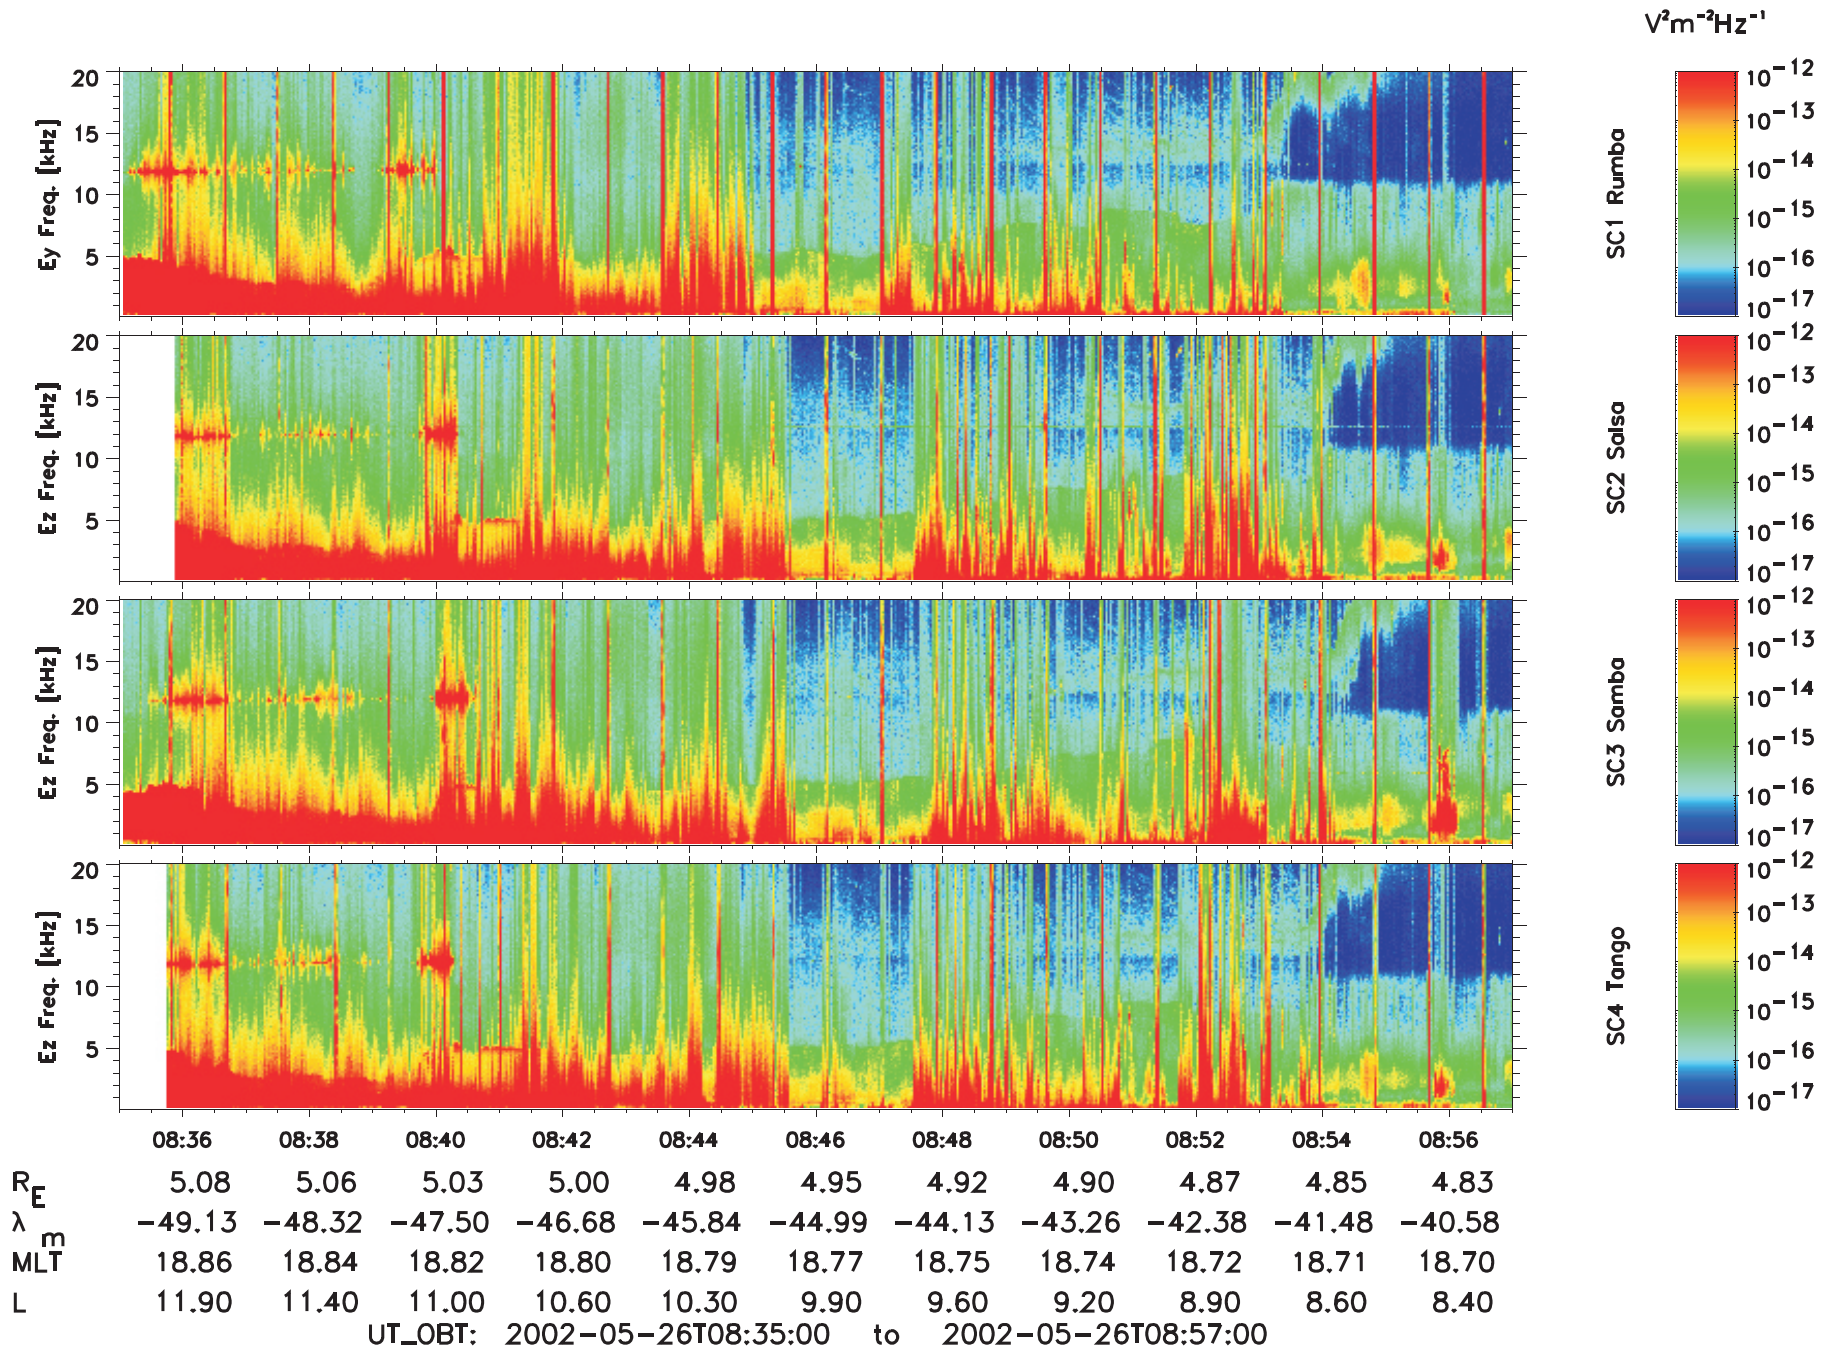 V²m⁻²Hz⁻¹
20
15
10
5
Ey Freq. [kHz]
SC1 Rumba
10⁻¹²
10⁻¹³
10⁻¹⁴
10⁻¹⁵
10⁻¹⁶
10⁻¹⁷
20
15
10
5
Ez Freq. [kHz]
SC2 Salsa
10⁻¹²
10⁻¹³
10⁻¹⁴
10⁻¹⁵
10⁻¹⁶
10⁻¹⁷
20
15
10
5
Ez Freq. [kHz]
SC3 Samba
10⁻¹²
10⁻¹³
10⁻¹⁴
10⁻¹⁵
10⁻¹⁶
10⁻¹⁷
20
15
10
5
Ez Freq. [kHz]
SC4 Tango
10⁻¹²
10⁻¹³
10⁻¹⁴
10⁻¹⁵
10⁻¹⁶
10⁻¹⁷
08:36 08:38 08:40 08:42 08:44 08:46 08:48 08:50 08:52 08:54 08:56
R_E 5.08 5.06 5.03 5.00 4.98 4.95 4.92 4.90 4.87 4.85 4.83
λ_m −49.13 −48.32 −47.50 −46.68 −45.84 −44.99 −44.13 −43.26 −42.38 −41.48 −40.58
MLT 18.86 18.84 18.82 18.80 18.79 18.77 18.75 18.74 18.72 18.71 18.70
L 11.90 11.40 11.00 10.60 10.30 9.90 9.60 9.20 8.90 8.60 8.40
UT_OBT: 2002−05−26T08:35:00 to 2002−05−26T08:57:00